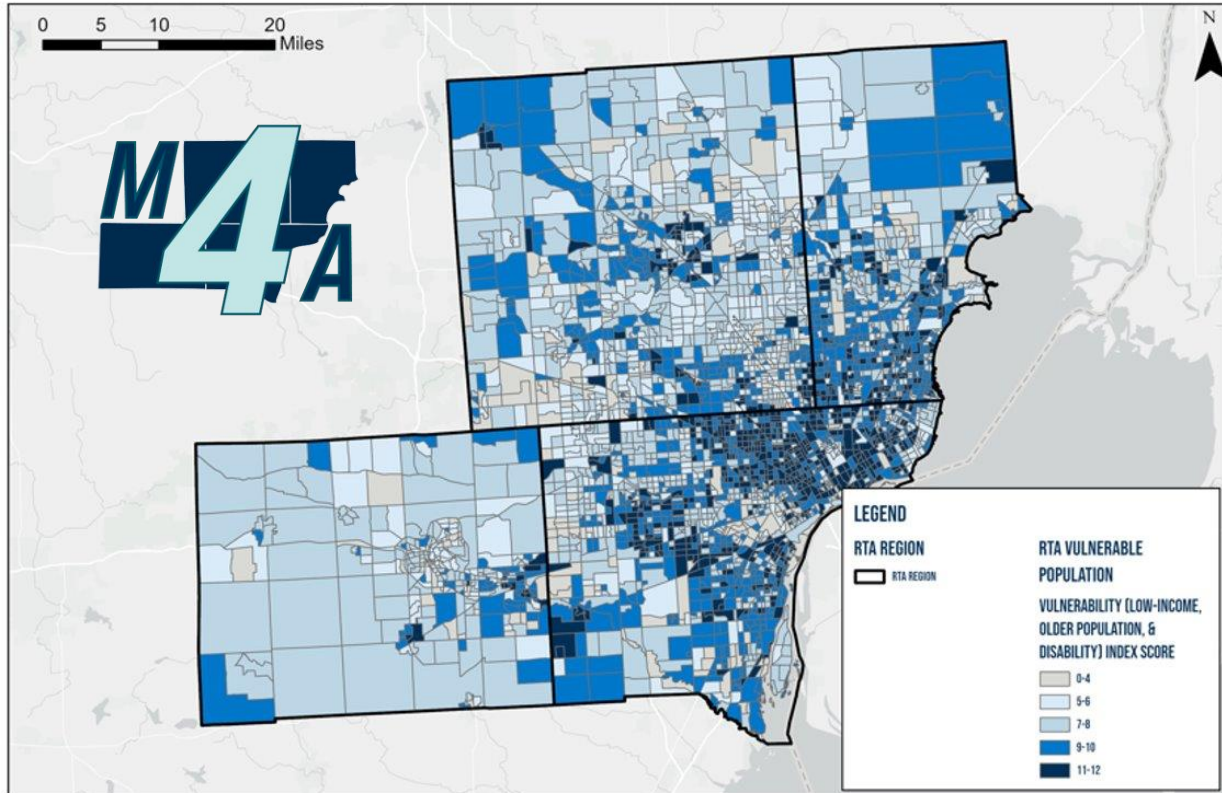 0 5 10 20
Miles
N
M4A
LEGEND
RTA REGION
RTA REGION
RTA VULNERABLE
POPULATION
VULNERABILITY (LOW-INCOME,
OLDER POPULATION, &
DISABILITY) INDEX SCORE
0-4
5-6
7-8
9-10
11-12